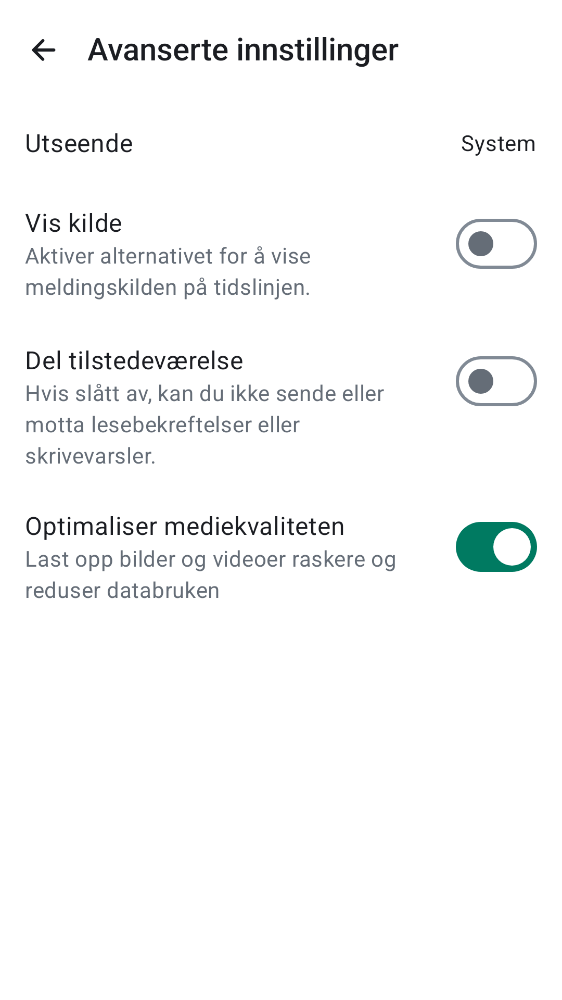 Avanserte innstillinger
Utseende
System
Vis kilde
Aktiver alternativet for å vise
meldingskilden på tidslinjen.
Del tilstedeværelse
Hvis slått av, kan du ikke sende eller
motta lesebekreftelser eller
skrivevarsler.
Optimaliser mediekvaliteten
Last opp bilder og videoer raskere og
reduser databruken